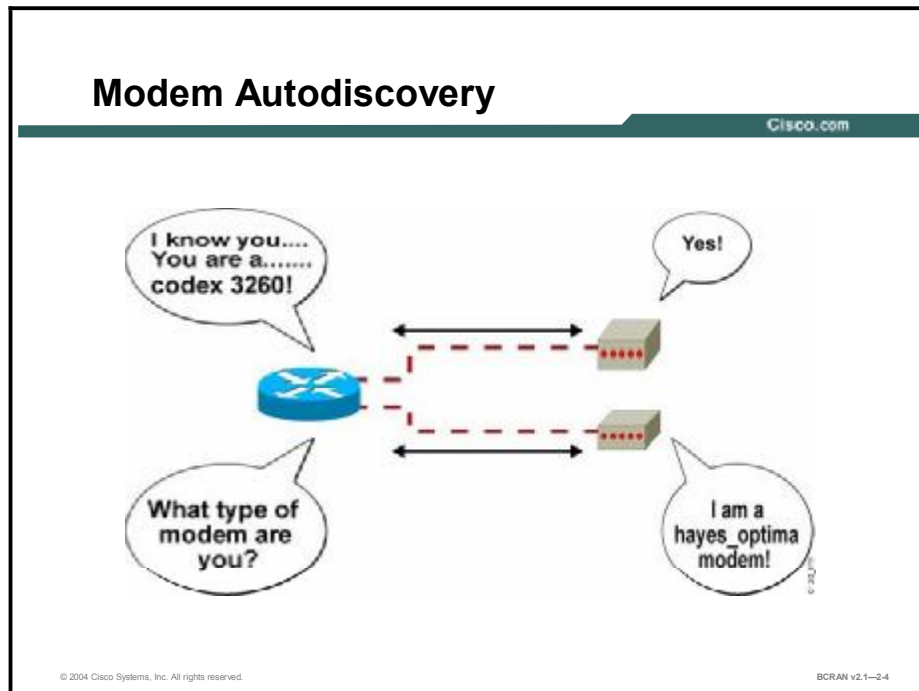 Modem Autodiscovery
Cisco.com
I know you....
You are a.......
codex 3260!
Yes!
What type of
modem are
you?
I am a
hayes_optima
modem!
© 2004 Cisco Systems, Inc. All rights reserved.
BCRAN v2.1—2-4